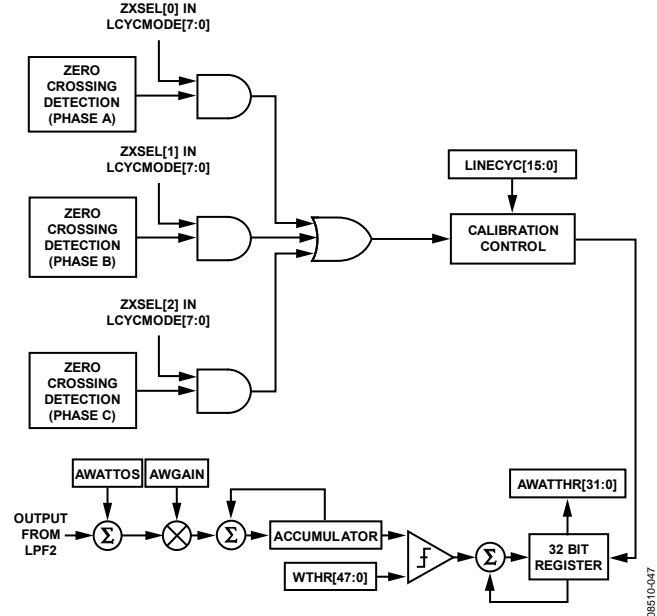 ZXSEL[0] IN
LCYCMODE[7:0]
ZERO
CROSSING
DETECTION
(PHASE A)
ZXSEL[1] IN
LCYCMODE[7:0]
LINECYC[15:0]
ZERO
CROSSING
DETECTION
(PHASE B)
CALIBRATION
CONTROL
ZXSEL[2] IN
LCYCMODE[7:0]
ZERO
CROSSING
DETECTION
(PHASE C)
AWATTOS
AWGAIN
AWATTHR[31:0]
OUTPUT
FROM
LPF2
Σ
Σ
ACCUMULATOR
WTHR[47:0]
Σ
32 BIT
REGISTER
08510-047